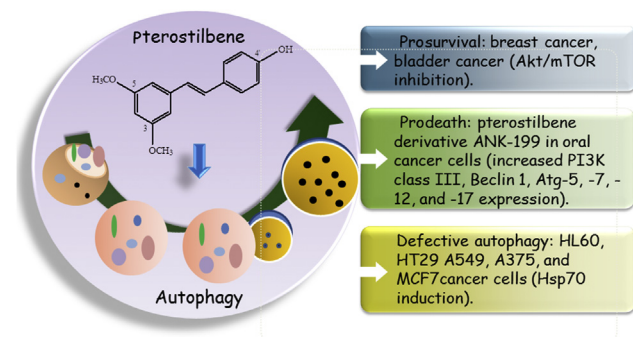 Pterostilbene
4'
OH
H₃CO
5
3
OCH₃
Autophagy
Prosurvival: breast cancer,
bladder cancer (Akt/mTOR
inhibition).
Prodeath: pterostilbene
derivative ANK-199 in oral
cancer cells (increased PI3K
class III, Beclin 1, Atg-5, -7, -
12, and -17 expression).
Defective autophagy: HL60,
HT29 A549, A375, and
MCF7cancer cells (Hsp70
induction).